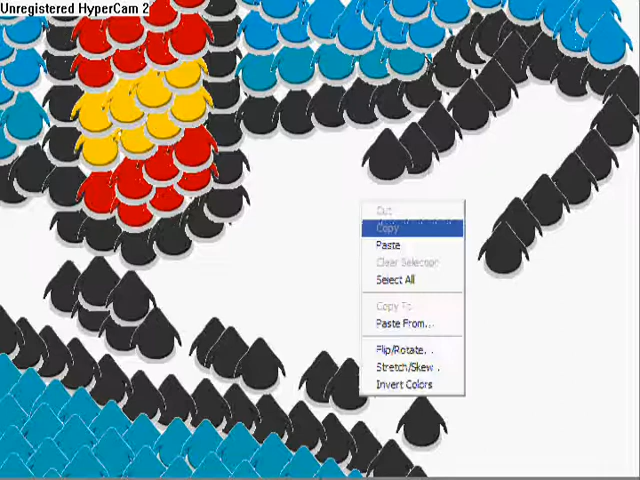 Unregistered HyperCam 2
Cut
Copy
Paste
Clear Selection
Select All
Copy To...
Paste From...
Flip/Rotate...
Stretch/Skew...
Invert Colors